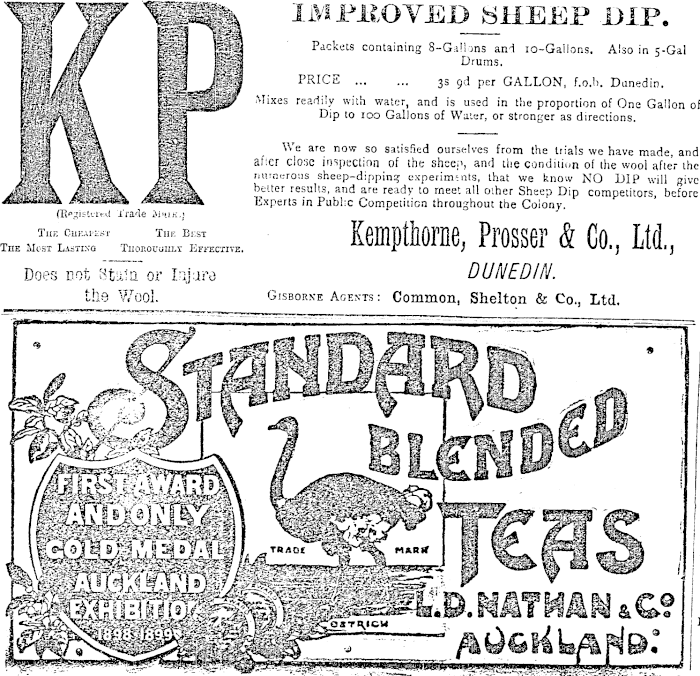 KP
(Registered Trade Mark.)
THE CHEAPEST THE BEST
THE MOST LASTING THOROUGHLY EFFECTIVE.
Does not Stain or Injure
the Wool.
IMPROVED SHEEP DIP.
Packets containing 8-Gallons and 10-Gallons. Also in 5-Gal
Drums.
PRICE ... ... 3s 9d per GALLON, f.o.b. Dunedin.
Mixes readily with water, and is used in the proportion of One Gallon of
Dip to 100 Gallons of Water, or stronger as directions.
We are now so satisfied ourselves from the trials we have made, and
after close inspection of the sheep, and the condition of the wool after the
numerous sheep-dipping experiments, that we know NO DIP will give
better results, and are ready to meet all other Sheep Dip competitors, before
Experts in Public Competition throughout the Colony.
Kempthorne, Prosser & Co., Ltd.,
DUNEDIN.
GISBORNE AGENTS: Common, Shelton & Co., Ltd.
STANDARD
BLENDED
TEAS
FIRST AWARD
AND ONLY
GOLD MEDAL
AUCKLAND
EXHIBITION
1898-1899
TRADE MARK
OSTRICH
L.D. NATHAN & Co
AUCKLAND: